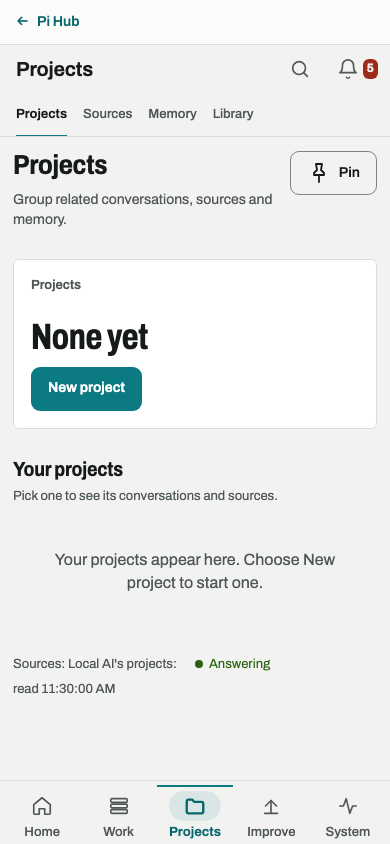 ← Pi Hub
Projects
5
Projects Sources Memory Library
Projects
Pin
Group related conversations, sources and
memory.
Projects
None yet
New project
Your projects
Pick one to see its conversations and sources.
Your projects appear here. Choose New
project to start one.
Sources: Local AI's projects: Answering
read 11:30:00 AM
Home Work Projects Improve System